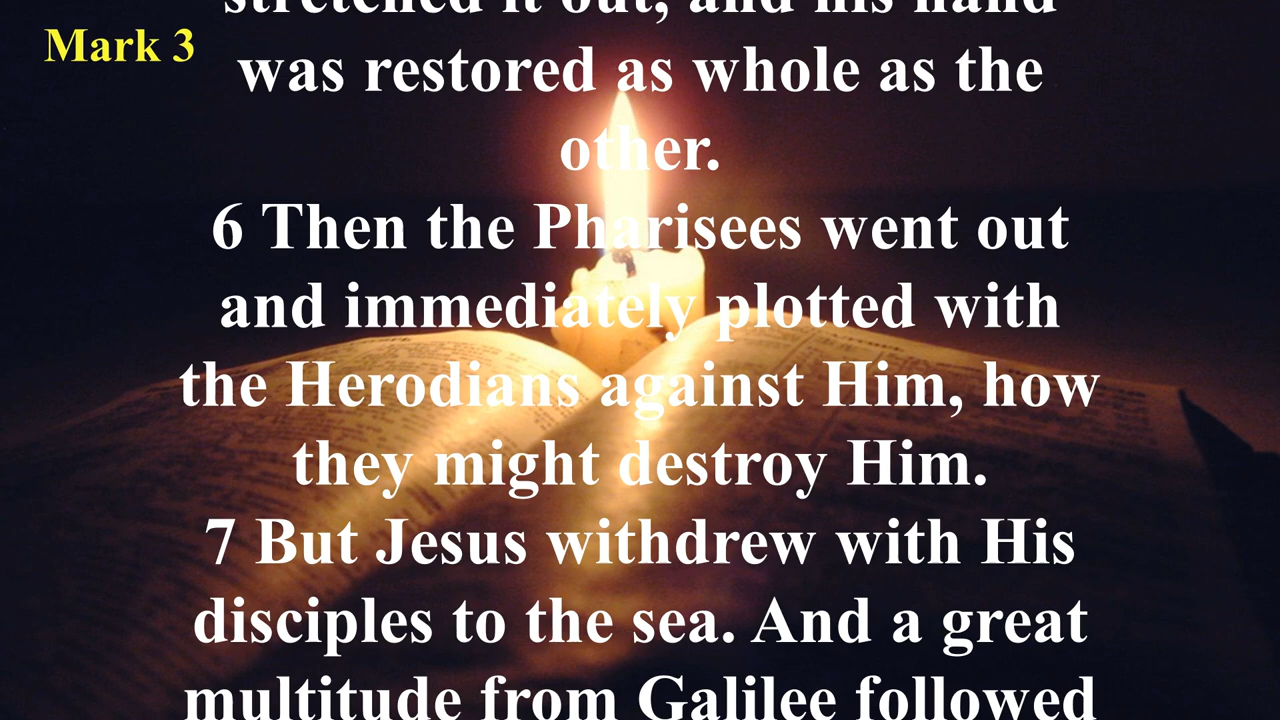 Mark 3
stretched it out, and his hand
was restored as whole as the
other.
6 Then the Pharisees went out
and immediately plotted with
the Herodians against Him, how
they might destroy Him.
7 But Jesus withdrew with His
disciples to the sea. And a great
multitude from Galilee followed